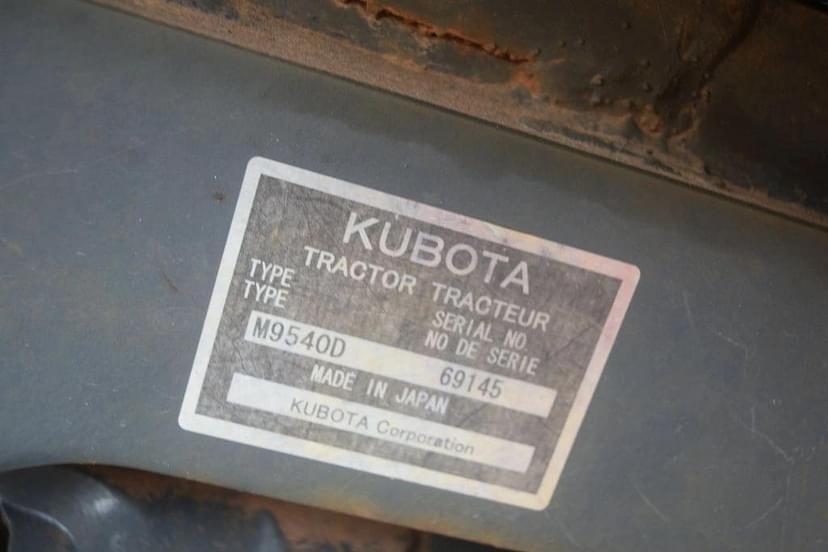 KUBOTA
TRACTOR TRACTEUR
TYPE SERIAL NO
TYPE NO DE SERIE
M9540D 69145
MADE IN JAPAN
KUBOTA Corporation